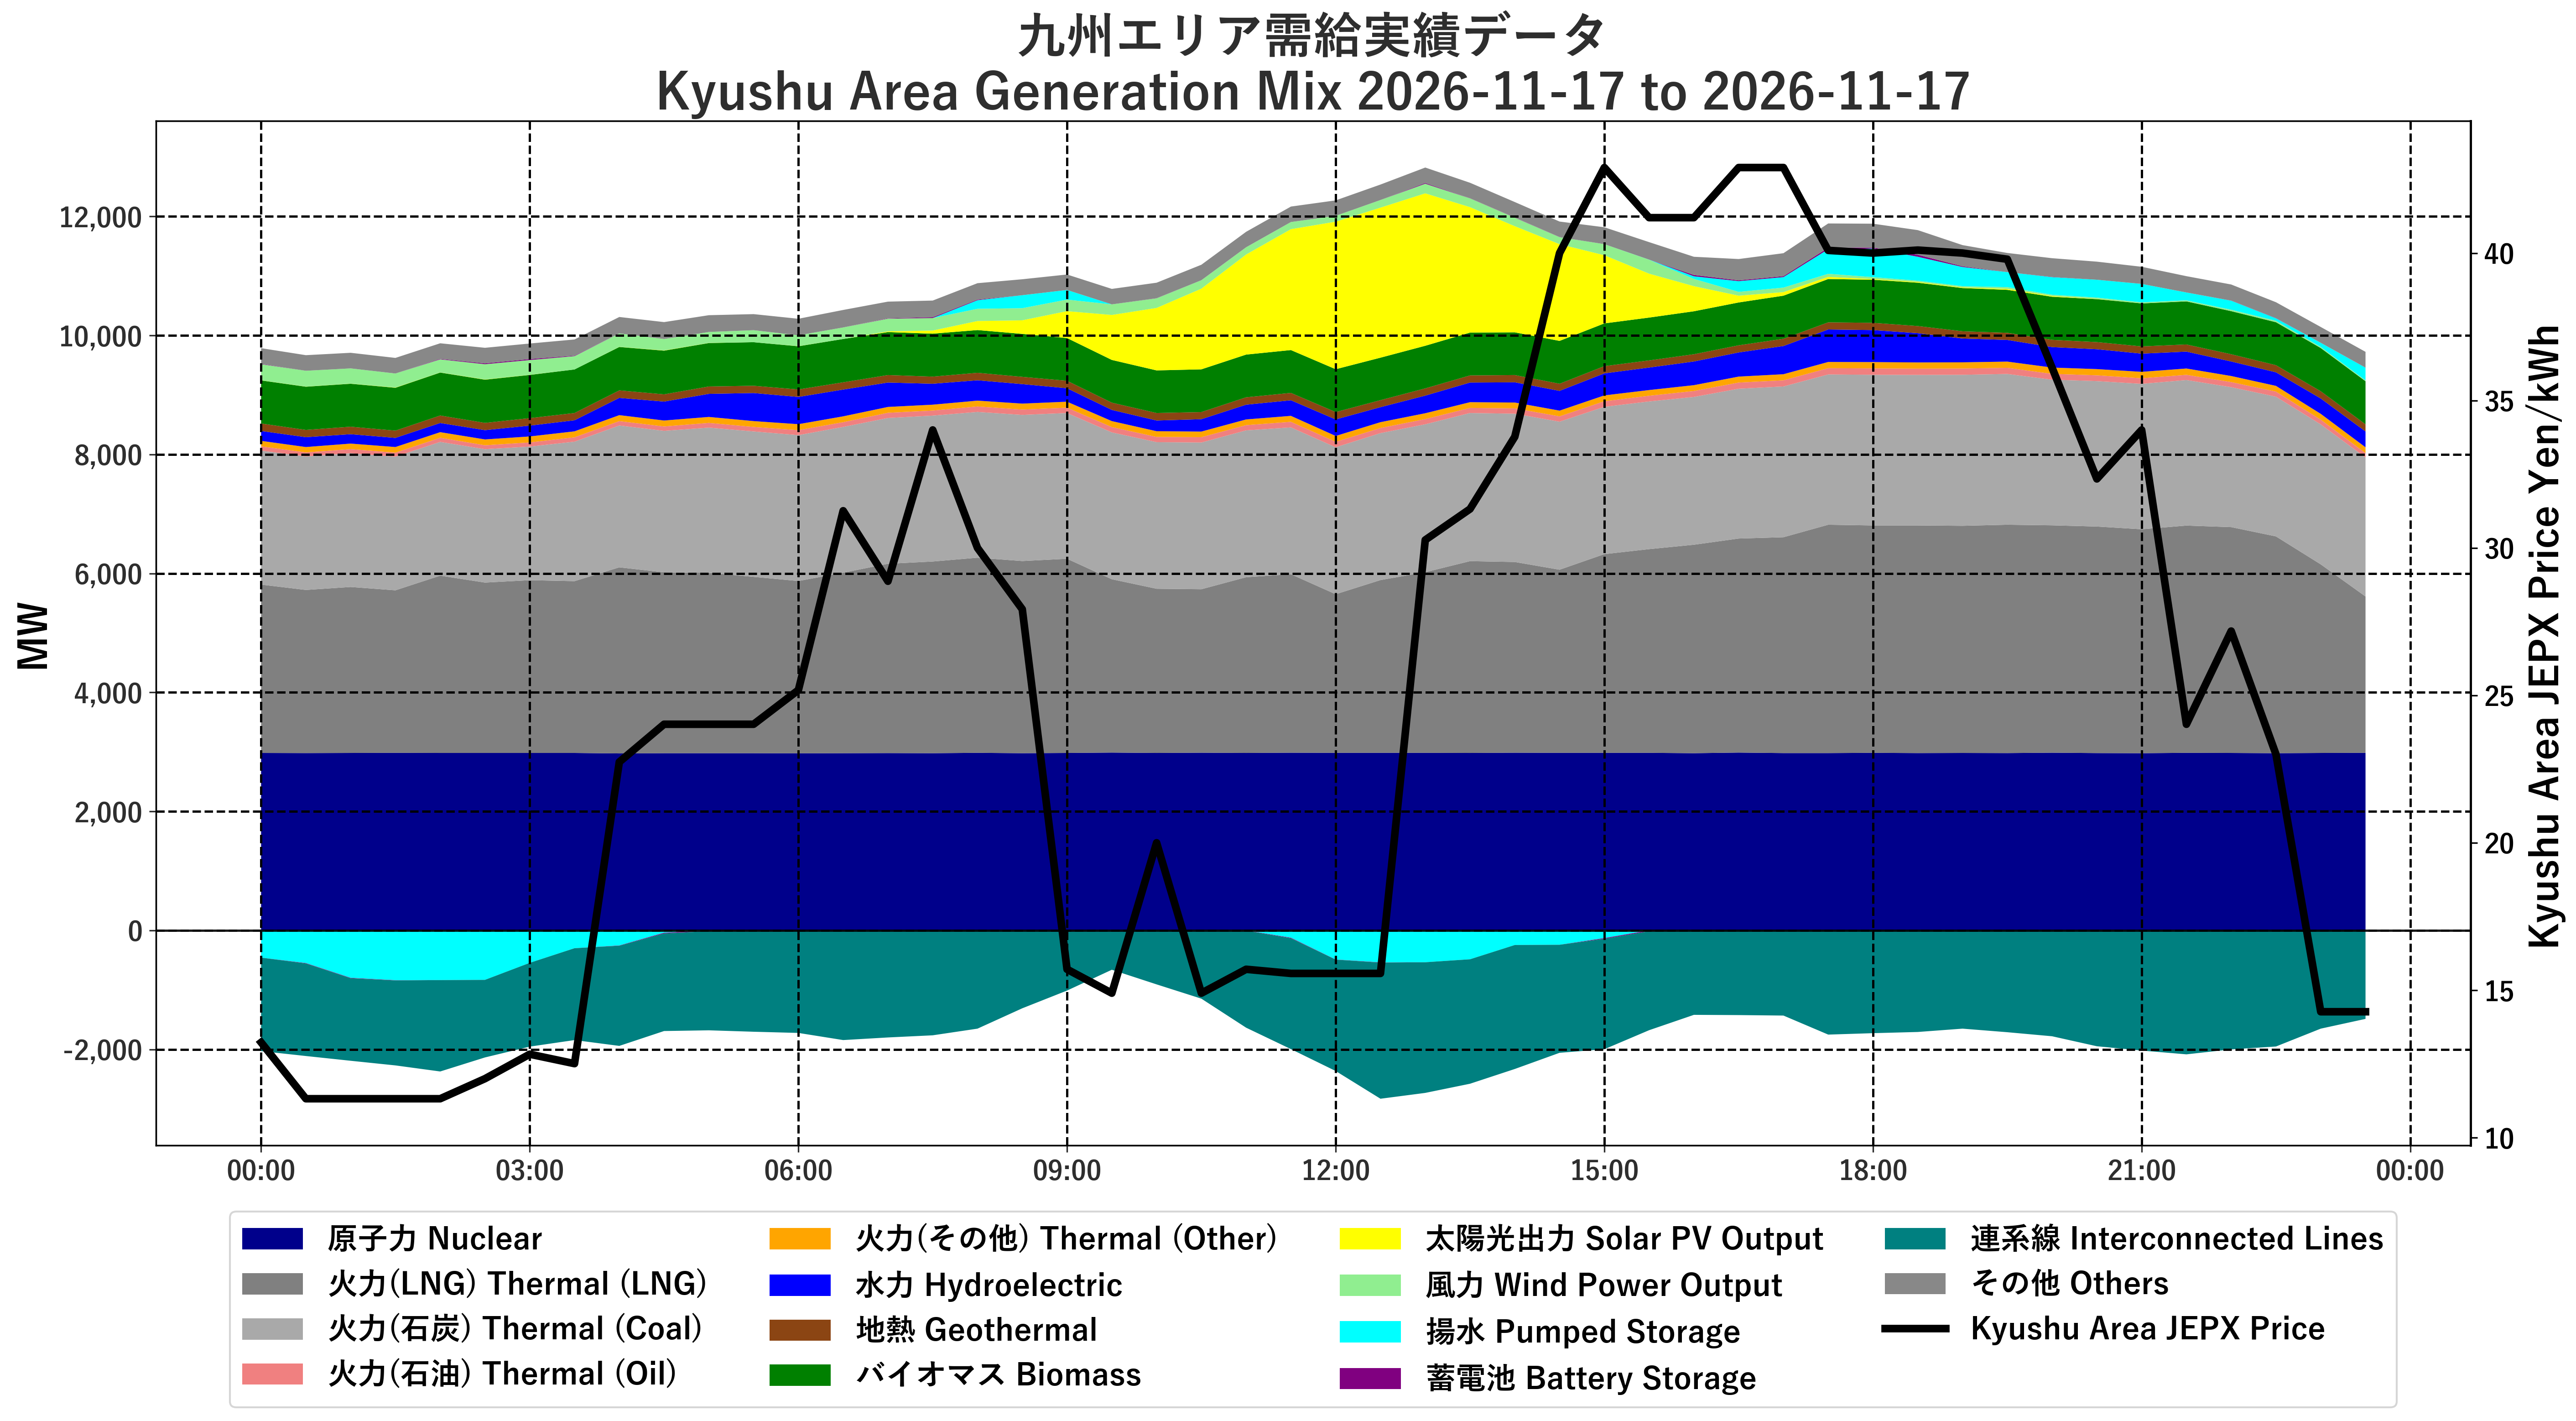 九州エリア需給実績データ
Kyushu Area Generation Mix 2026-11-17 to 2026-11-17
MW
12,000
10,000
8,000
6,000
4,000
2,000
0
-2,000
40
35
30
25
20
15
10
Kyushu Area JEPX Price Yen/kWh
00:00 03:00 06:00 09:00 12:00 15:00 18:00 21:00 00:00
原子力 Nuclear
火力(LNG) Thermal (LNG)
火力(石炭) Thermal (Coal)
火力(石油) Thermal (Oil)
火力(その他) Thermal (Other)
水力 Hydroelectric
地熱 Geothermal
バイオマス Biomass
太陽光出力 Solar PV Output
風力 Wind Power Output
揚水 Pumped Storage
蓄電池 Battery Storage
連系線 Interconnected Lines
その他 Others
Kyushu Area JEPX Price